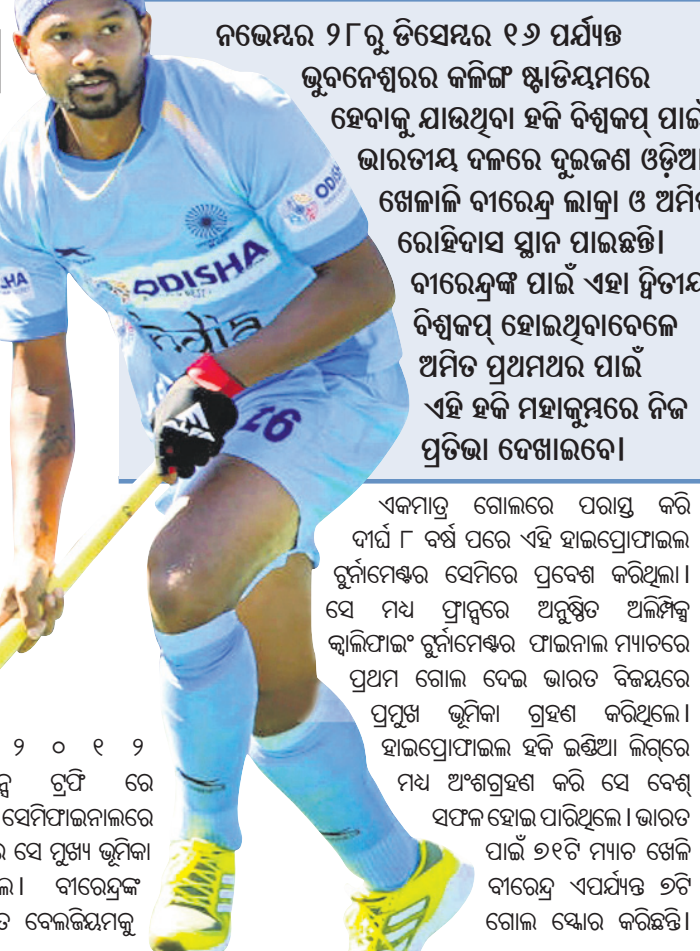 ନଭେମ୍ବର ୨୮ରୁ ଡିସେମ୍ବର ୧୬ ପର୍ଯ୍ୟନ୍ତ
ଭୁବନେଶ୍ୱରର କଳିଙ୍ଗ ଷ୍ଟାଡିୟମରେ
ହେବାକୁ ଯାଉଥିବା ହକି ବିଶ୍ୱକପ୍ ପାଇଁ
ଭାରତୀୟ ଦଳରେ ଦୁଇଜଣ ଓଡ଼ିଆ
ଖେଳାଳି ବୀରେନ୍ଦ୍ର ଲାକ୍ରା ଓ ଅମିତ
ରୋହିଦାସ ସ୍ଥାନ ପାଇଛନ୍ତି।
ବୀରେନ୍ଦ୍ରଙ୍କ ପାଇଁ ଏହା ଦ୍ୱିତୀୟ
ବିଶ୍ୱକପ୍ ହୋଇଥିବାବେଳେ
ଅମିତ ପ୍ରଥମଥର ପାଇଁ
ଏହି ହକି ମହାକୁମ୍ଭରେ ନିଜ
ପ୍ରତିଭା ଦେଖାଇବେ।
ODISHA
india
16
ଏକମାତ୍ର ଗୋଲରେ ପରାସ୍ତ କରି
ଦୀର୍ଘ ୮ ବର୍ଷ ପରେ ଏହି ହାଇପ୍ରୋଫାଇଲ
ଟୁର୍ନାମେଣ୍ଟର ସେମିରେ ପ୍ରବେଶ କରିଥିଲା।
ସେ ମଧ୍ୟ ଫ୍ରାନ୍ସରେ ଅନୁଷ୍ଠିତ ଅଲିମ୍ପିକ୍ସ
କ୍ୱାଲିଫାଇଂ ଟୁର୍ନାମେଣ୍ଟର ଫାଇନାଲ ମ୍ୟାଚରେ
ପ୍ରଥମ ଗୋଲ ଦେଇ ଭାରତ ବିଜୟରେ
ପ୍ରମୁଖ ଭୂମିକା ଗ୍ରହଣ କରିଥିଲେ।
ହାଇପ୍ରୋଫାଇଲ ହକି ଇଣ୍ଡିଆ ଲିଗ୍‌ରେ
ମଧ୍ୟ ଅଂଶଗ୍ରହଣ କରି ସେ ବେଶ୍
ସଫଳ ହୋଇ ପାରିଥିଲେ। ଭାରତ
ପାଇଁ ୭୧ଟି ମ୍ୟାଚ ଖେଳି
ବୀରେନ୍ଦ୍ର ଏପର୍ଯ୍ୟନ୍ତ ୭ଟି
ଗୋଲ ସ୍କୋର କରିଛନ୍ତି।
୨ ୦ ୧ ୨
ଟ୍ରଫି ରେ
ସେମିଫାଇନାଲରେ
ସେ ମୁଖ୍ୟ ଭୂମିକା
ବୀରେନ୍ଦ୍ରଙ୍କ
ବେଲଜିୟମକୁ